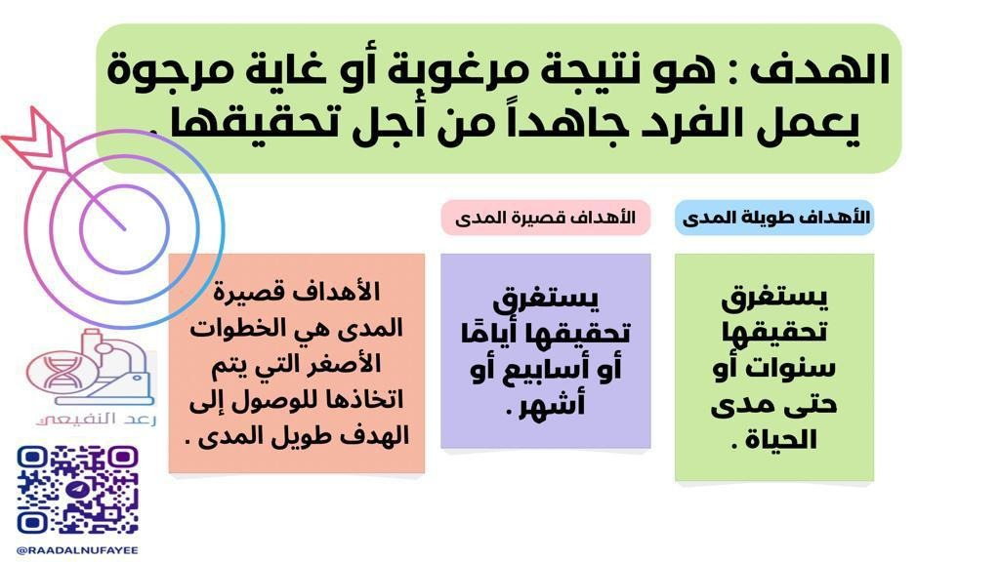 الهدف : هو نتيجة مرغوبة أو غاية مرجوة
يعمل الفرد جاهداً من أجل تحقيقها .
الأهداف طويلة المدى
يستغرق
تحقيقها
سنوات أو
حتى مدى
الحياة .
الأهداف قصيرة المدى
يستغرق
تحقيقها أيامًا
أو أسابيع أو
أشهر .
الأهداف قصيرة
المدى هي الخطوات
الأصغر التي يتم
اتخاذها للوصول إلى
الهدف طويل المدى .
رعد النفيعي
@RAADALNUFAYEE